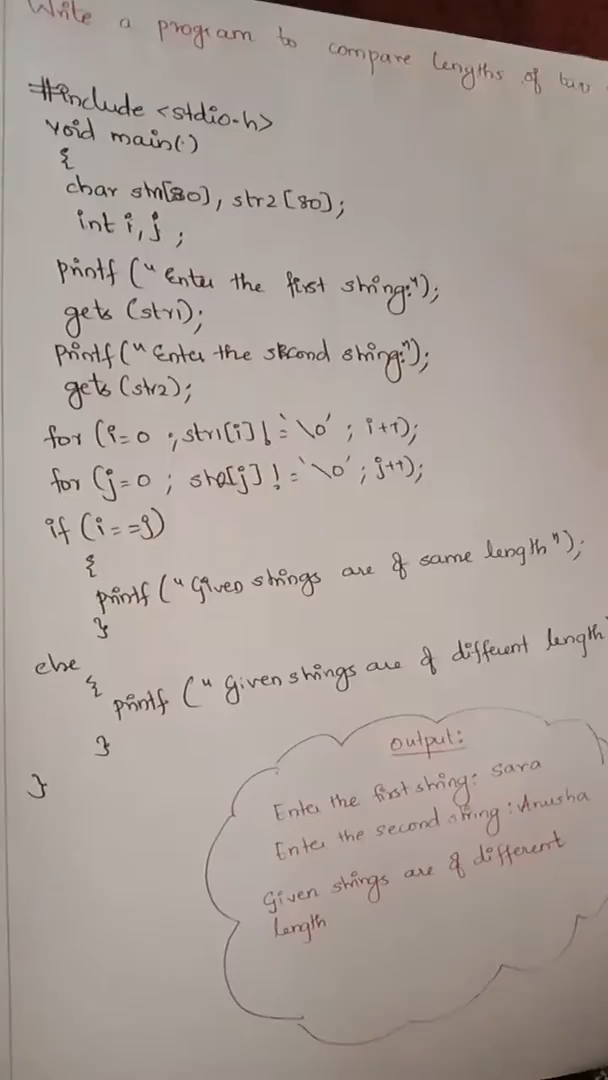 Write a program to compare lengths of two
#include <stdio.h>
void main()
{
char str1[80], str2[80];
int i, j ;
printf ("Enter the first string:");
gets (str1);
printf ("Enter the second string:");
gets (str2);
for (i=0 ; str1[i] != '\0' ; i++);
for (j=0 ; str2[j] != '\0' ; j++);
if (i==j)
{
printf ("Given strings are of same length");
}
else
{
printf ("Given strings are of different length"
}
}
output:
Enter the first string: sara
Enter the second string: Anusha
Given strings are of different
length